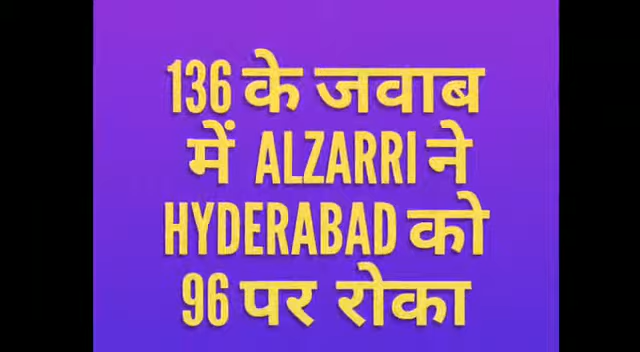 136 के जवाब
में ALZARRI ने
HYDERABAD को
96 पर रोका